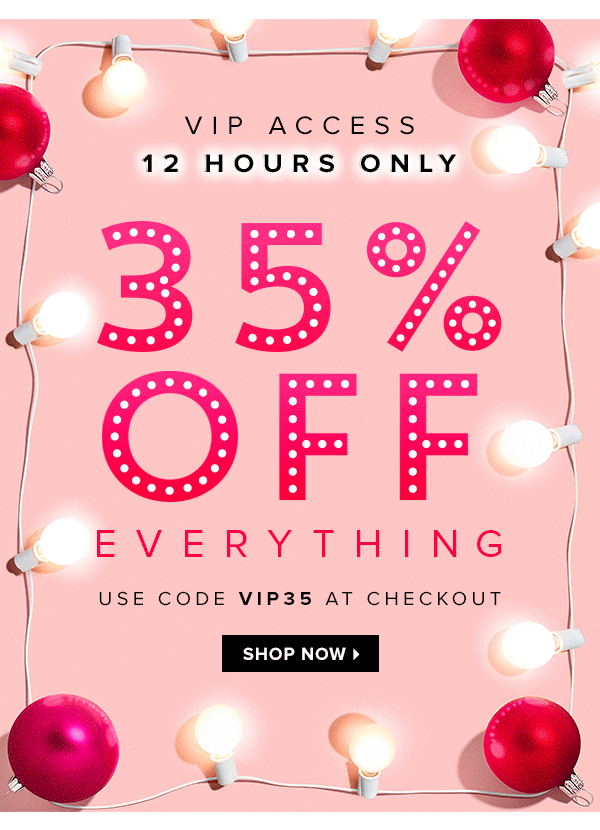 VIP ACCESS
12 HOURS ONLY
35%
OFF
EVERYTHING
USE CODE VIP35 AT CHECKOUT
SHOP NOW